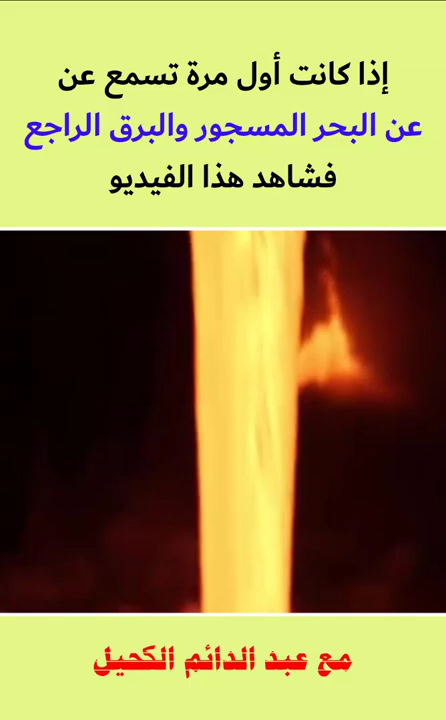 إذا كانت أول مرة تسمع عن
عن البحر المسجور والبرق الراجع
فشاهد هذا الفيديو
مع عبد الدائم الكحيل